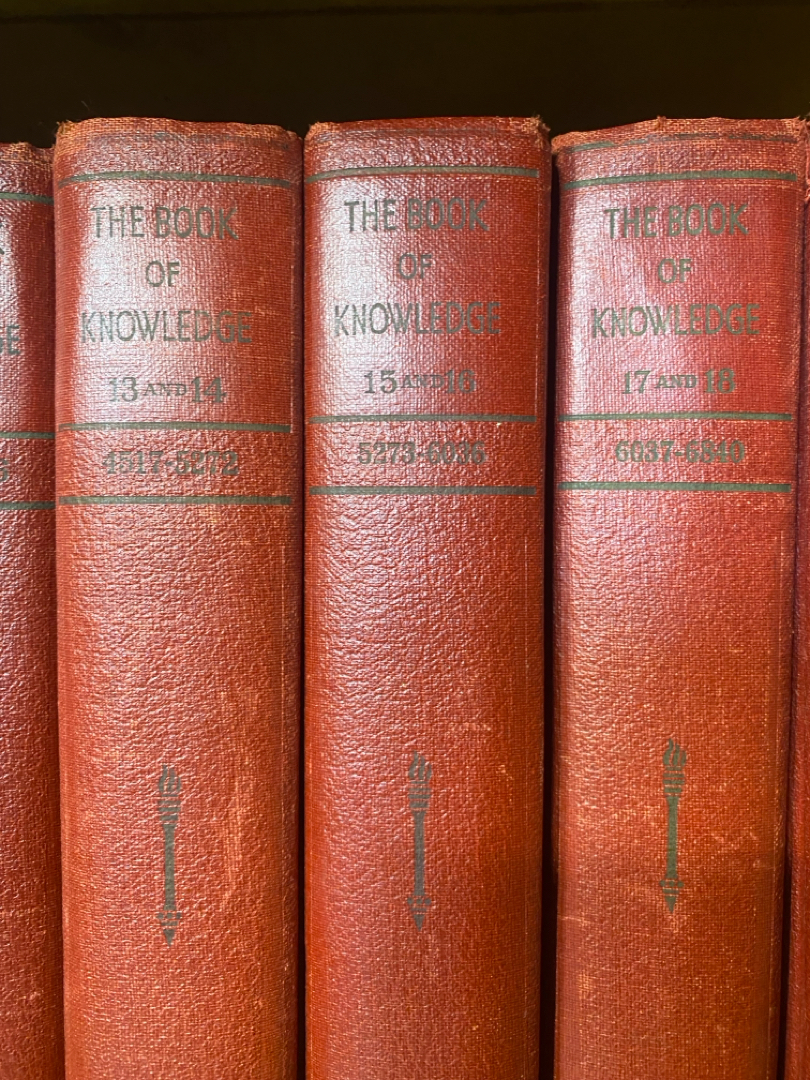 THE BOOK
OF
KNOWLEDGE
13 AND 14
4517-5272
THE BOOK
OF
KNOWLEDGE
15 AND 16
5273-6036
THE BOOK
OF
KNOWLEDGE
17 AND 18
6037-6840